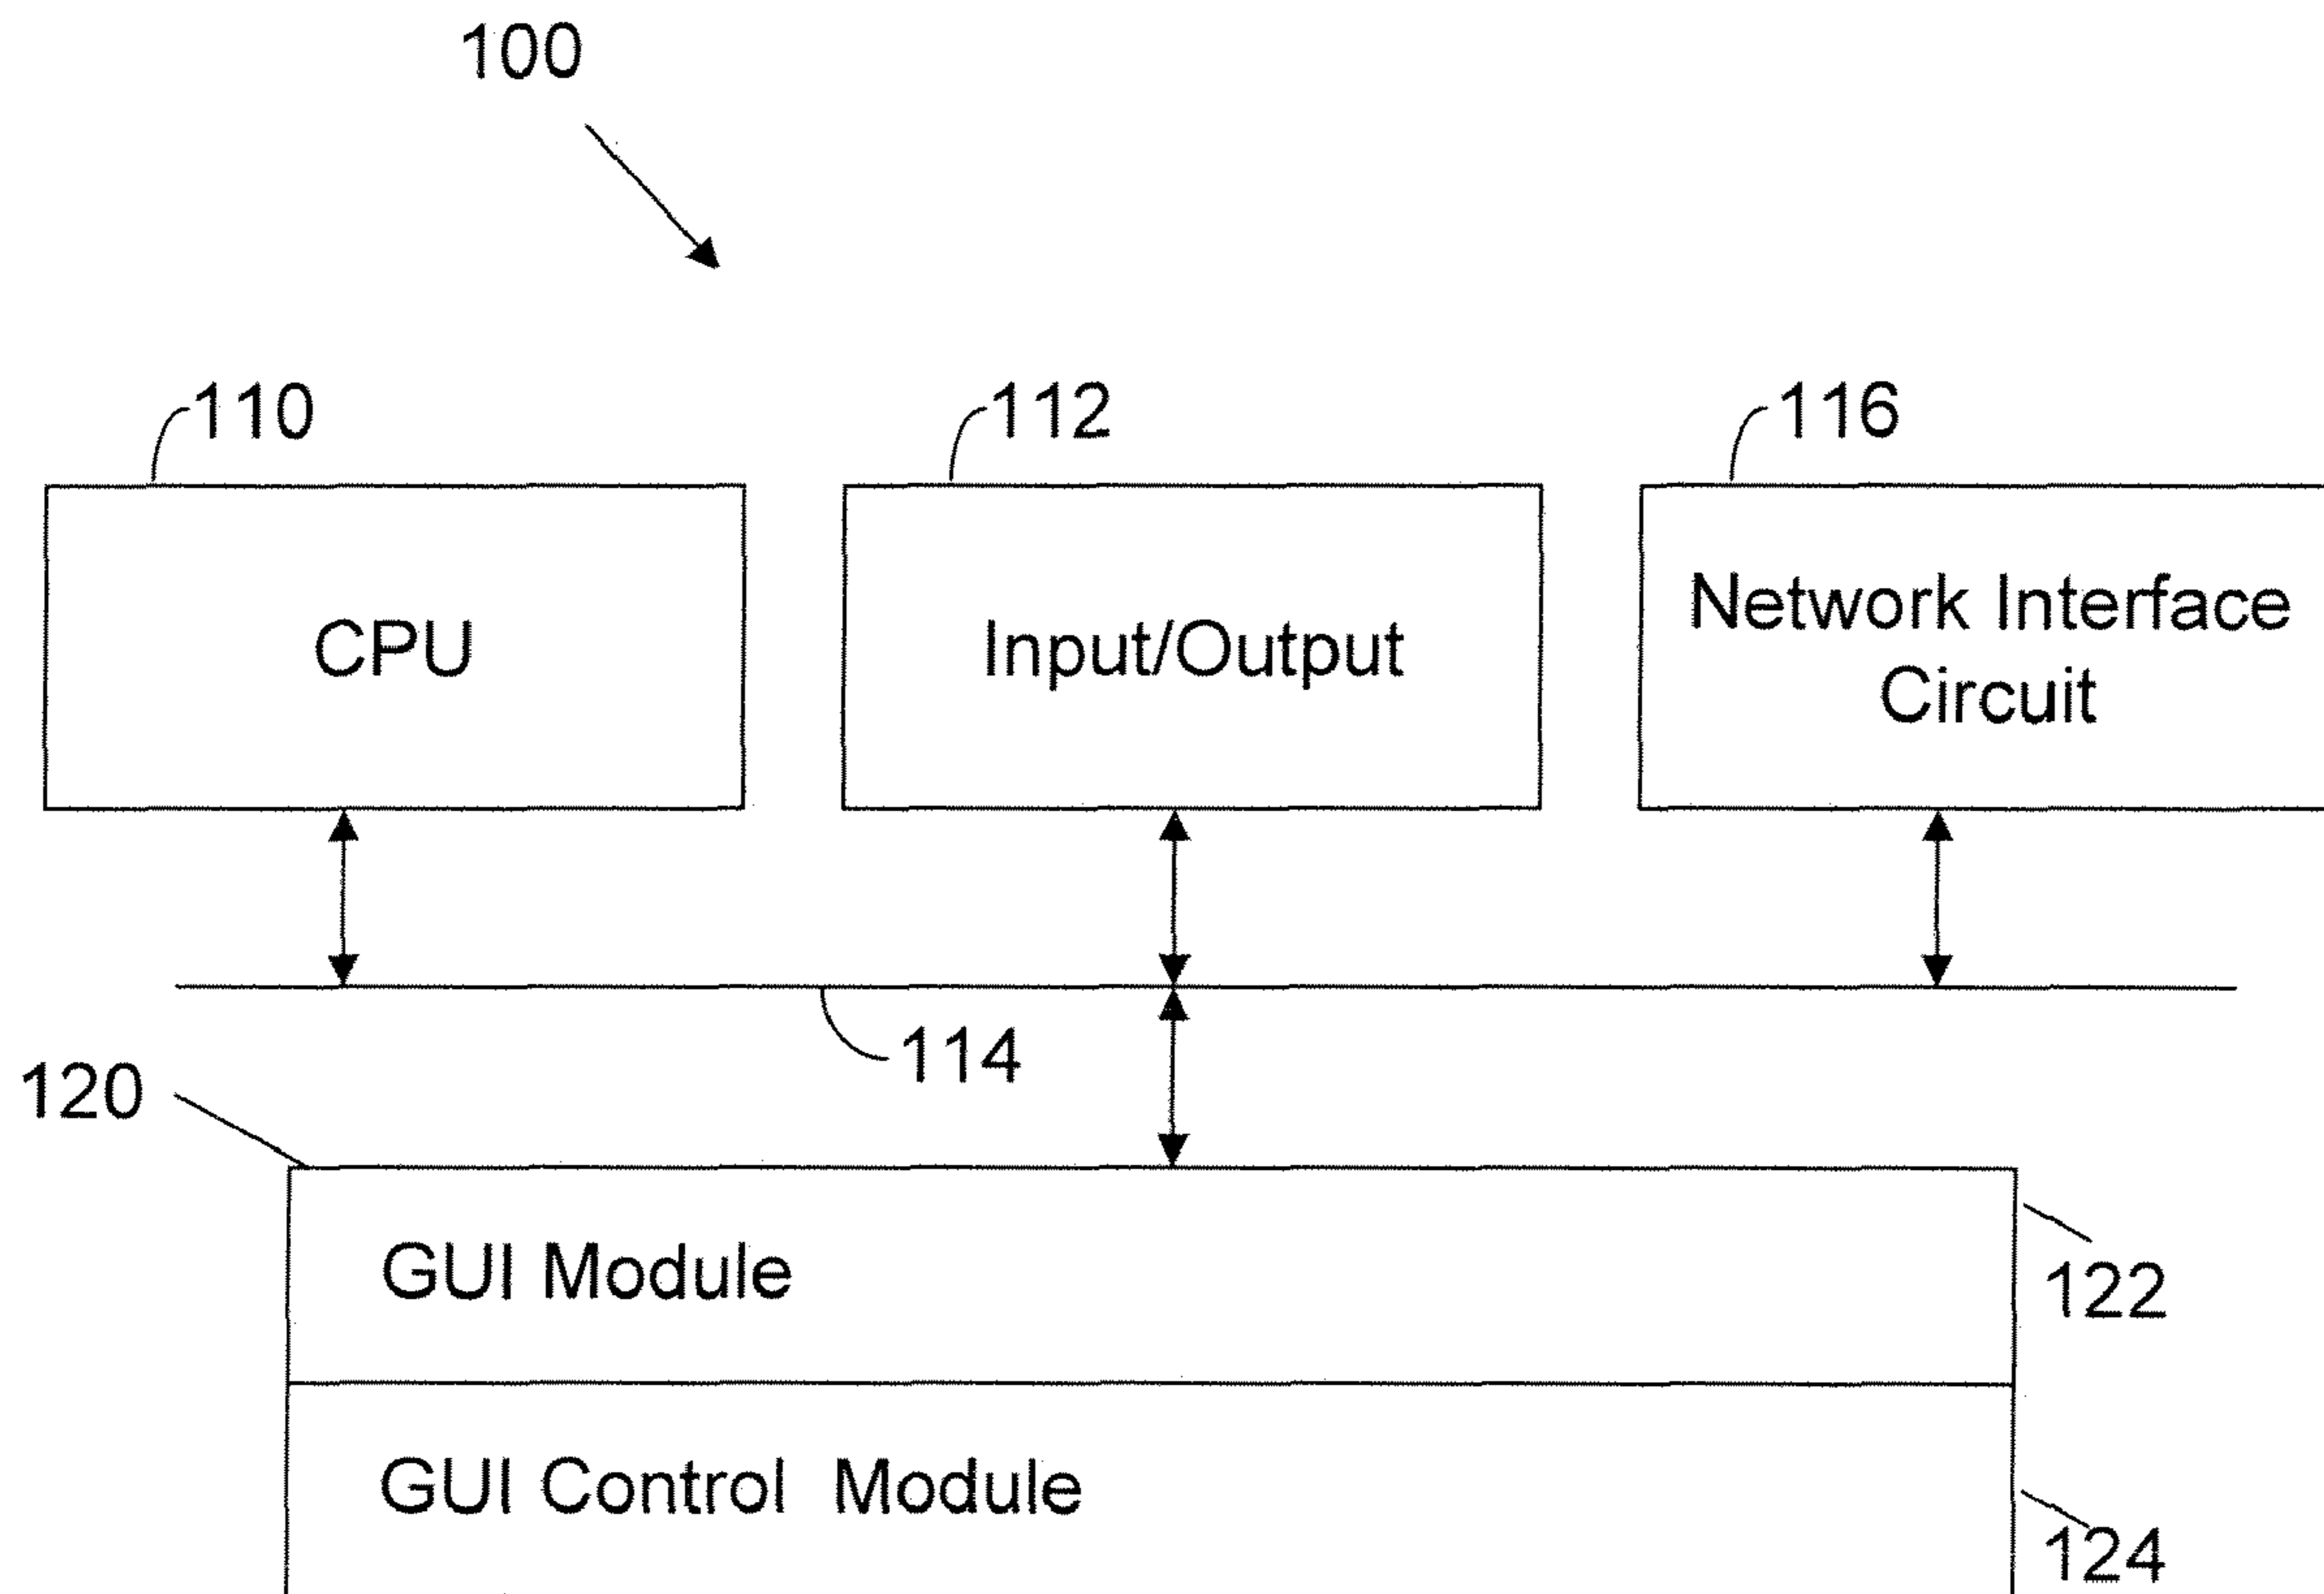 100
110
112
116
CPU
Input/Output
Network Interface
Circuit
114
120
GUI Module
122
GUI Control Module
124